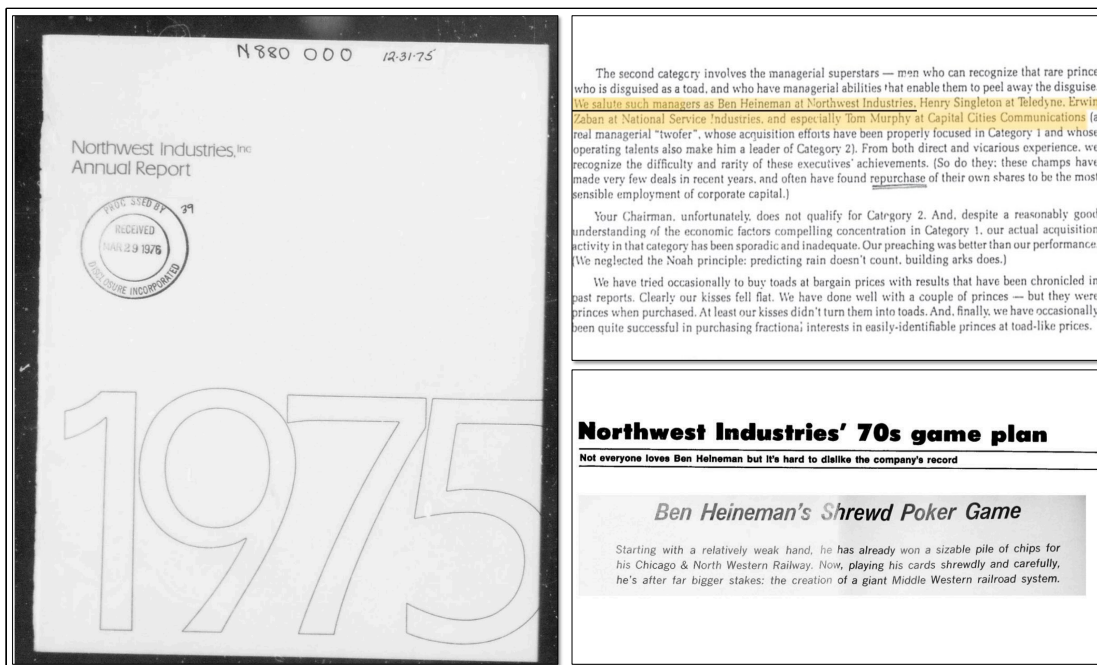 N880 000 12·31·75
Northwest Industries, Inc
Annual Report
39
RECEIVED
MAR 29 1976
DISCLOSURE INCORPORATED
1975
The second category involves the managerial superstars — men who can recognize that rare prince
who is disguised as a toad, and who have managerial abilities that enable them to peel away the disguise.
We salute such managers as Ben Heineman at Northwest Industries, Henry Singleton at Teledyne, Erwin
Zaban at National Service Industries, and especially Tom Murphy at Capital Cities Communications (a
real managerial "twofer", whose acquisition efforts have been properly focused in Category 1 and whose
operating talents also make him a leader of Category 2). From both direct and vicarious experience, we
recognize the difficulty and rarity of these executives' achievements. (So do they; these champs have
made very few deals in recent years, and often have found repurchase of their own shares to be the most
sensible employment of corporate capital.)
Your Chairman, unfortunately, does not qualify for Category 2. And, despite a reasonably good
understanding of the economic factors compelling concentration in Category 1, our actual acquisition
activity in that category has been sporadic and inadequate. Our preaching was better than our performance.
(We neglected the Noah principle: predicting rain doesn't count, building arks does.)
We have tried occasionally to buy toads at bargain prices with results that have been chronicled in
past reports. Clearly our kisses fell flat. We have done well with a couple of princes — but they were
princes when purchased. At least our kisses didn't turn them into toads. And, finally, we have occasionally
been quite successful in purchasing fractional interests in easily-identifiable princes at toad-like prices.
Northwest Industries' 70s game plan
Not everyone loves Ben Heineman but it's hard to dislike the company's record
Ben Heineman's Shrewd Poker Game
Starting with a relatively weak hand, he has already won a sizable pile of chips for
his Chicago & North Western Railway. Now, playing his cards shrewdly and carefully,
he's after far bigger stakes: the creation of a giant Middle Western railroad system.